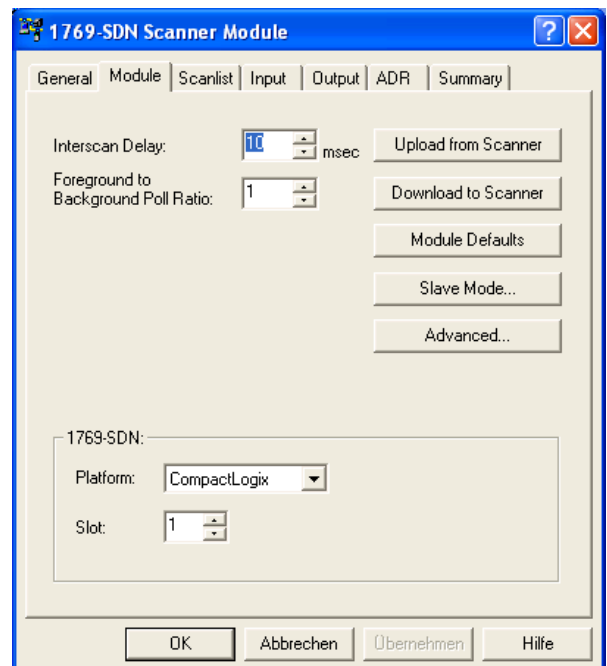 1769-SDN Scanner Module
General Module Scanlist Input Output ADR Summary
Interscan Delay: 10 msec Upload from Scanner
Foreground to
Background Poll Ratio: 1 Download to Scanner
Module Defaults
Slave Mode...
Advanced...
1769-SDN:
Platform: CompactLogix
Slot: 1
OK Abbrechen Übernehmen Hilfe